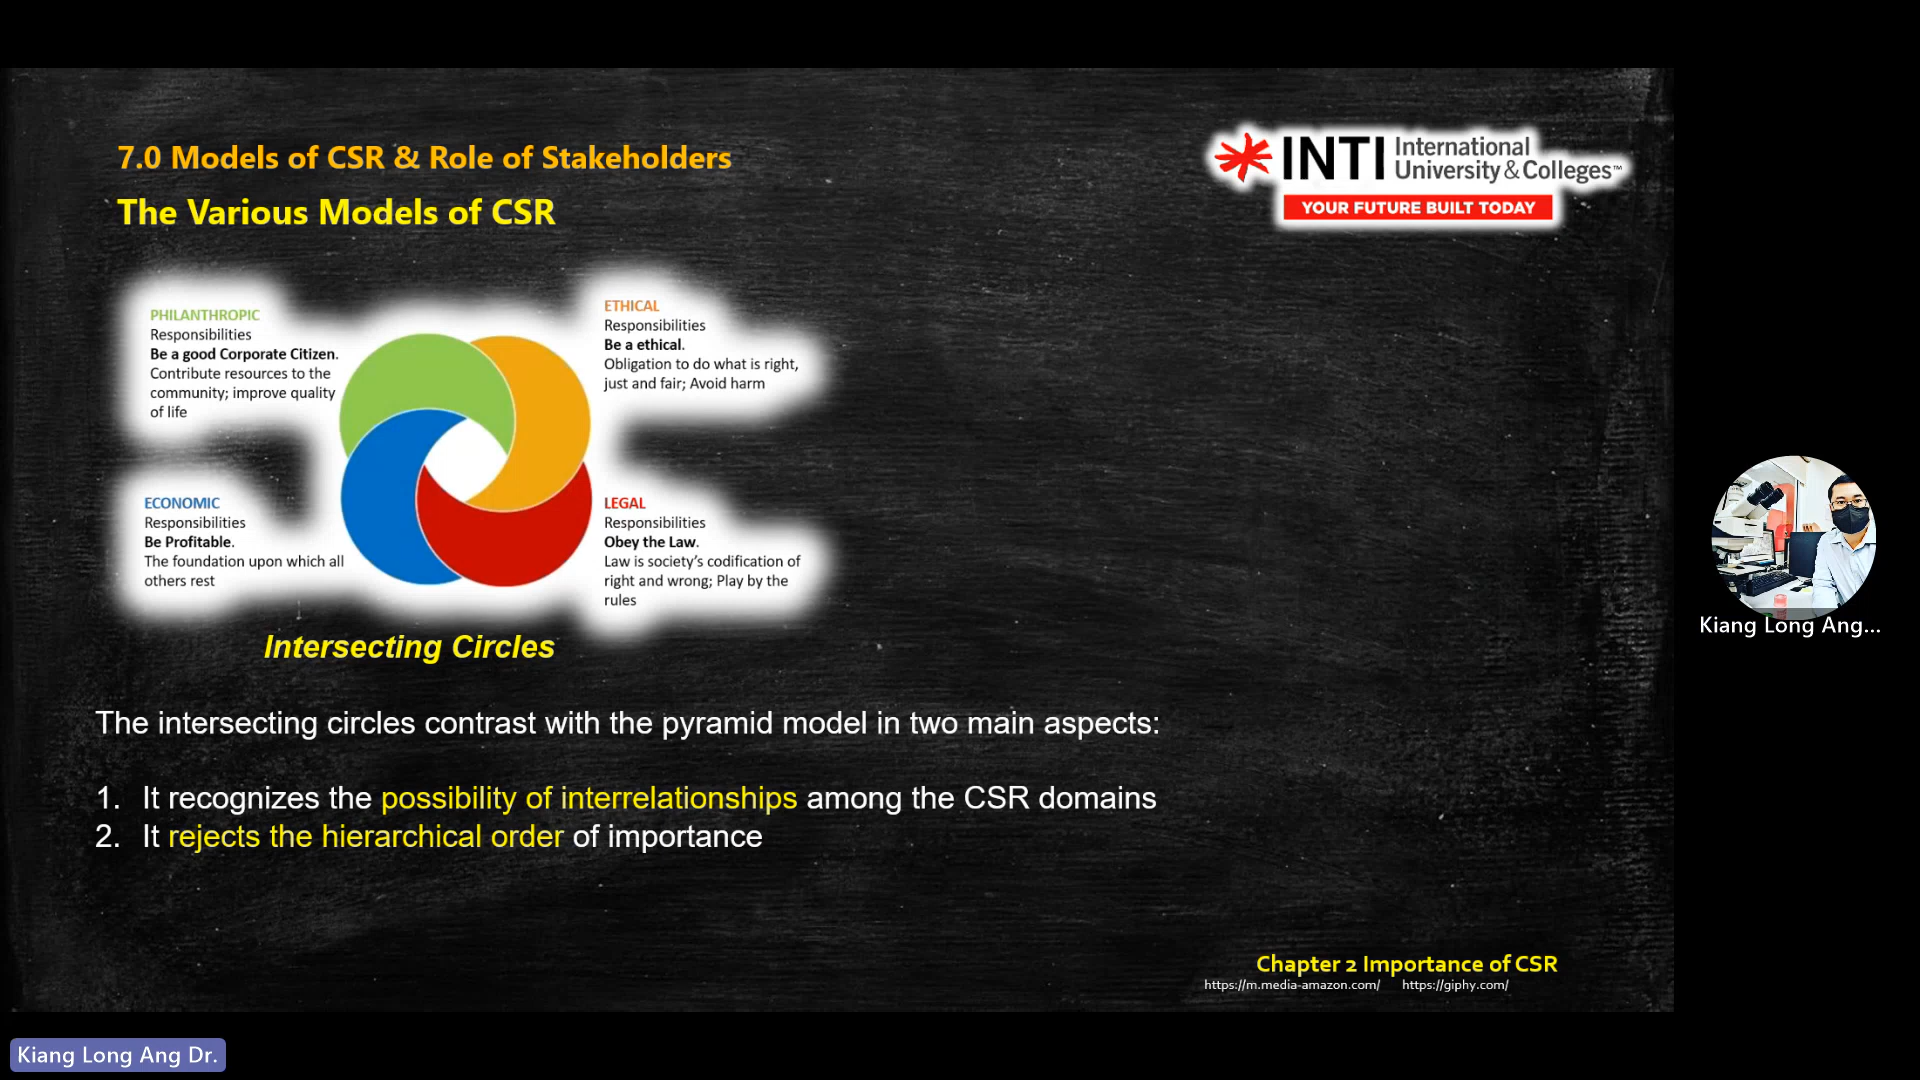 7.0 Models of CSR & Role of Stakeholders
The Various Models of CSR
INTI International
University & Colleges™
YOUR FUTURE BUILT TODAY
PHILANTHROPIC
Responsibilities
Be a good Corporate Citizen.
Contribute resources to the
community; improve quality
of life
ETHICAL
Responsibilities
Be a ethical.
Obligation to do what is right,
just and fair; Avoid harm
ECONOMIC
Responsibilities
Be Profitable.
The foundation upon which all
others rest
LEGAL
Responsibilities
Obey the Law.
Law is society's codification of
right and wrong; Play by the
rules
Intersecting Circles
The intersecting circles contrast with the pyramid model in two main aspects:
1. It recognizes the possibility of interrelationships among the CSR domains
2. It rejects the hierarchical order of importance
Chapter 2 Importance of CSR
https://m.media-amazon.com/ https://giphy.com/
Kiang Long Ang...
Kiang Long Ang Dr.